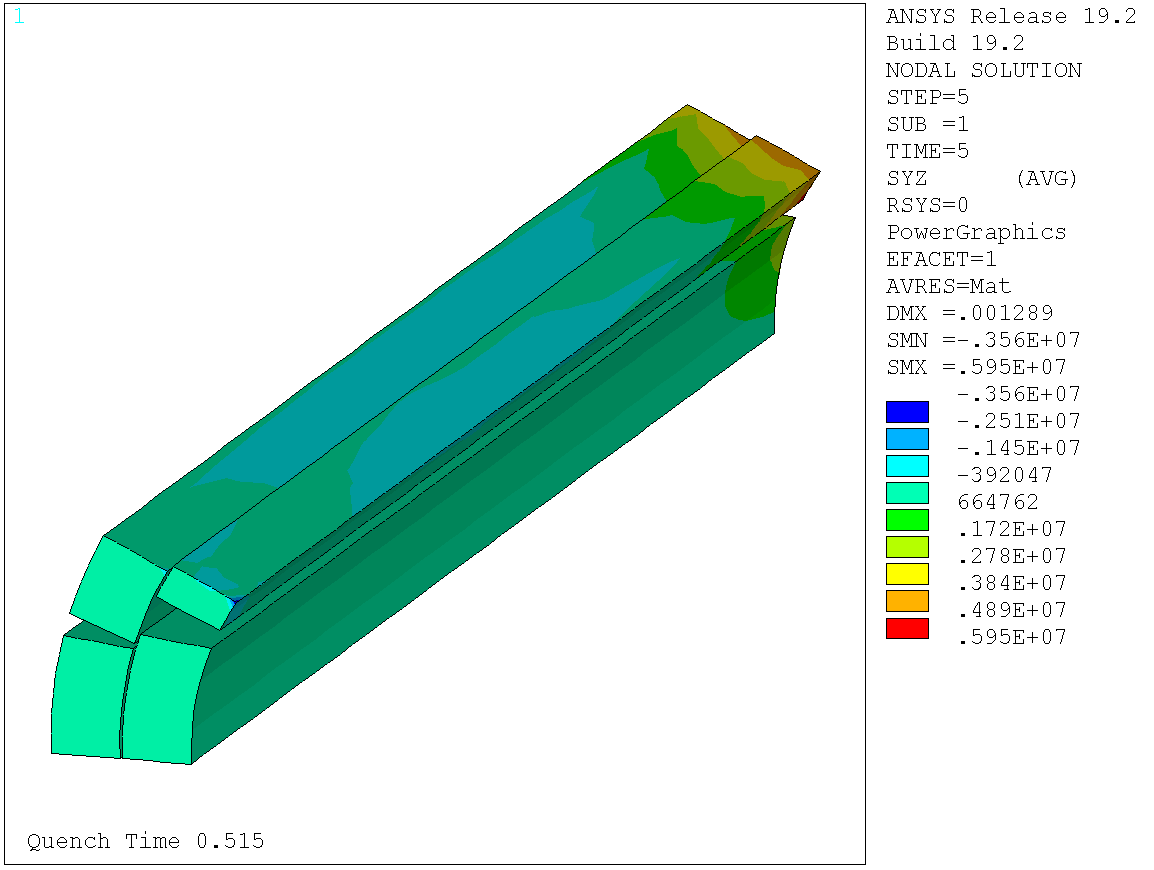 1
ANSYS Release 19.2
Build 19.2
NODAL SOLUTION
STEP=5
SUB =1
TIME=5
SYZ (AVG)
RSYS=0
PowerGraphics
EFACET=1
AVRES=Mat
DMX =.001289
SMN =-.356E+07
SMX =.595E+07
-.356E+07
-.251E+07
-.145E+07
-392047
664762
.172E+07
.278E+07
.384E+07
.489E+07
.595E+07
Quench Time 0.515